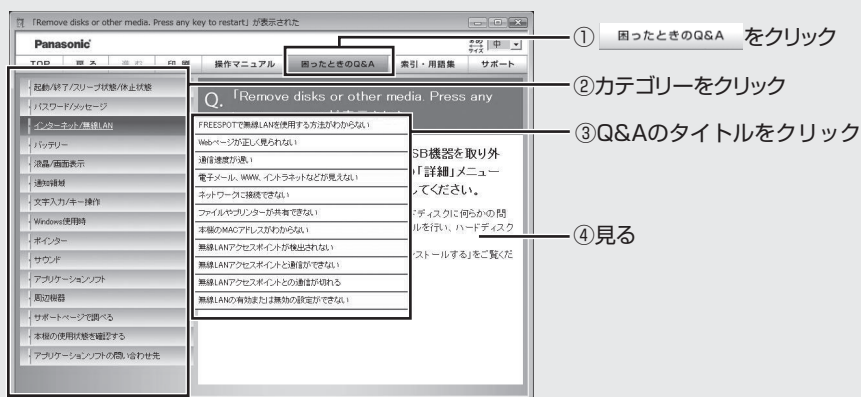 「Remove disks or other media. Press any key to restart」が表示された
Panasonic
サイズ
中
TOP 戻る 印刷 操作マニュアル 困ったときのQ&A 索引・用語集 サポート
起動/終了/スリープ状態/休止状態
パスワード/メッセージ
インターネット/無線LAN
バッテリー
液晶/画面表示
通知領域
文字入力/キー操作
Windows使用時
ポインター
サウンド
アプリケーションソフト
周辺機器
サポートページで調べる
本機の使用状態を確認する
アプリケーションソフトの問い合わせ先
Q. 「Remove disks or other media. Press any
FREESPOTで無線LANを使用する方法がわからない
Webページが正しく見られない
通信速度が遅い
電子メール、WWW、イントラネットなどが見えない
ネットワークに接続できない
ファイルやプリンターが共有できない
本機のMACアドレスがわからない
無線LANアクセスポイントが検出されない
無線LANアクセスポイントと通信ができない
無線LANアクセスポイントとの通信が切れる
無線LANの有効または無効の設定ができない
SB機器を取り外
「詳細」メニュー
してください。
ードディスクに何らかの問
ルを行い、ハードディスク
ストールする」をご覧くだ
① 困ったときのQ&A をクリック
②カテゴリーをクリック
③Q&Aのタイトルをクリック
④見る